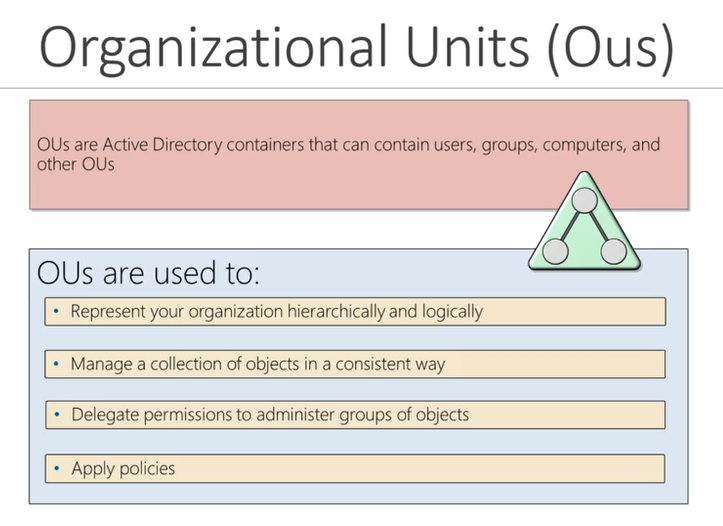 Organizational Units (Ous)
OUs are Active Directory containers that can contain users, groups, computers, and
other OUs
OUs are used to:
• Represent your organization hierarchically and logically
• Manage a collection of objects in a consistent way
• Delegate permissions to administer groups of objects
• Apply policies